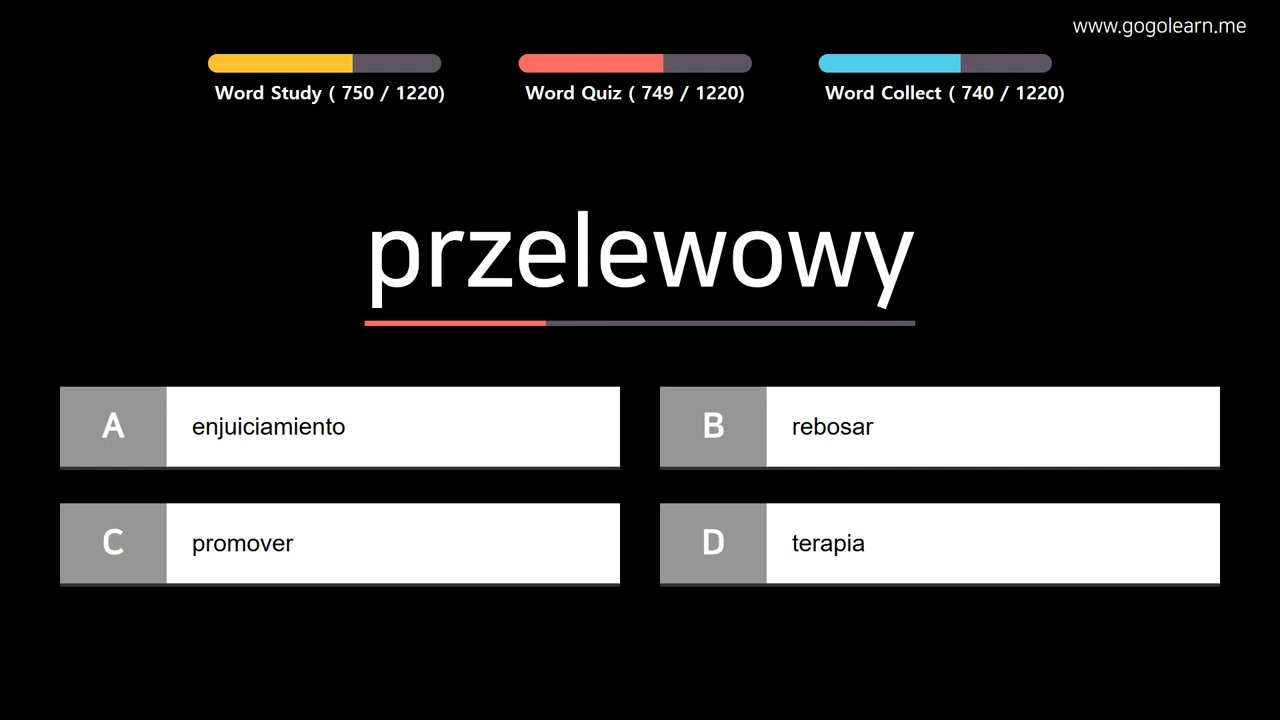 www.gogolearn.me
Word Study ( 750 / 1220)
Word Quiz ( 749 / 1220)
Word Collect ( 740 / 1220)
przelewowy
A enjuiciamiento
B rebosar
C promover
D terapia